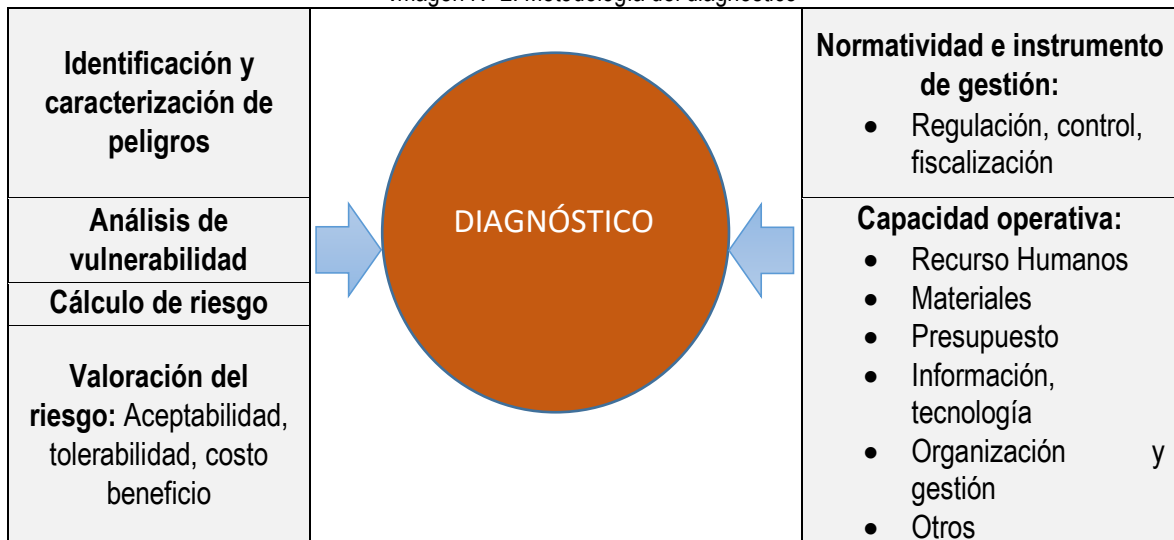 Identificación y
caracterización de
peligros
Análisis de
vulnerabilidad
Cálculo de riesgo
Valoración del
riesgo: Aceptabilidad,
tolerabilidad, costo
beneficio
DIAGNÓSTICO
Normatividad e instrumento
de gestión:
• Regulación, control,
fiscalización
Capacidad operativa:
• Recurso Humanos
• Materiales
• Presupuesto
• Información,
tecnología
• Organización y
gestión
• Otros